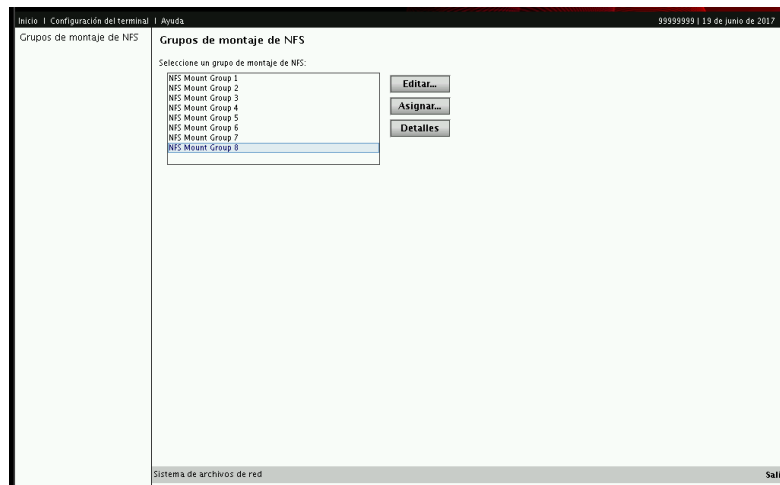 Inicio | Configuración del terminal | Ayuda
99999999 | 19 de junio de 2017
Grupos de montaje de NFS
Grupos de montaje de NFS
Seleccione un grupo de montaje de NFS:
NFS Mount Group 1
NFS Mount Group 2
NFS Mount Group 3
NFS Mount Group 4
NFS Mount Group 5
NFS Mount Group 6
NFS Mount Group 7
NFS Mount Group 8
Editar...
Asignar...
Detalles
Sistema de archivos de red
Sali